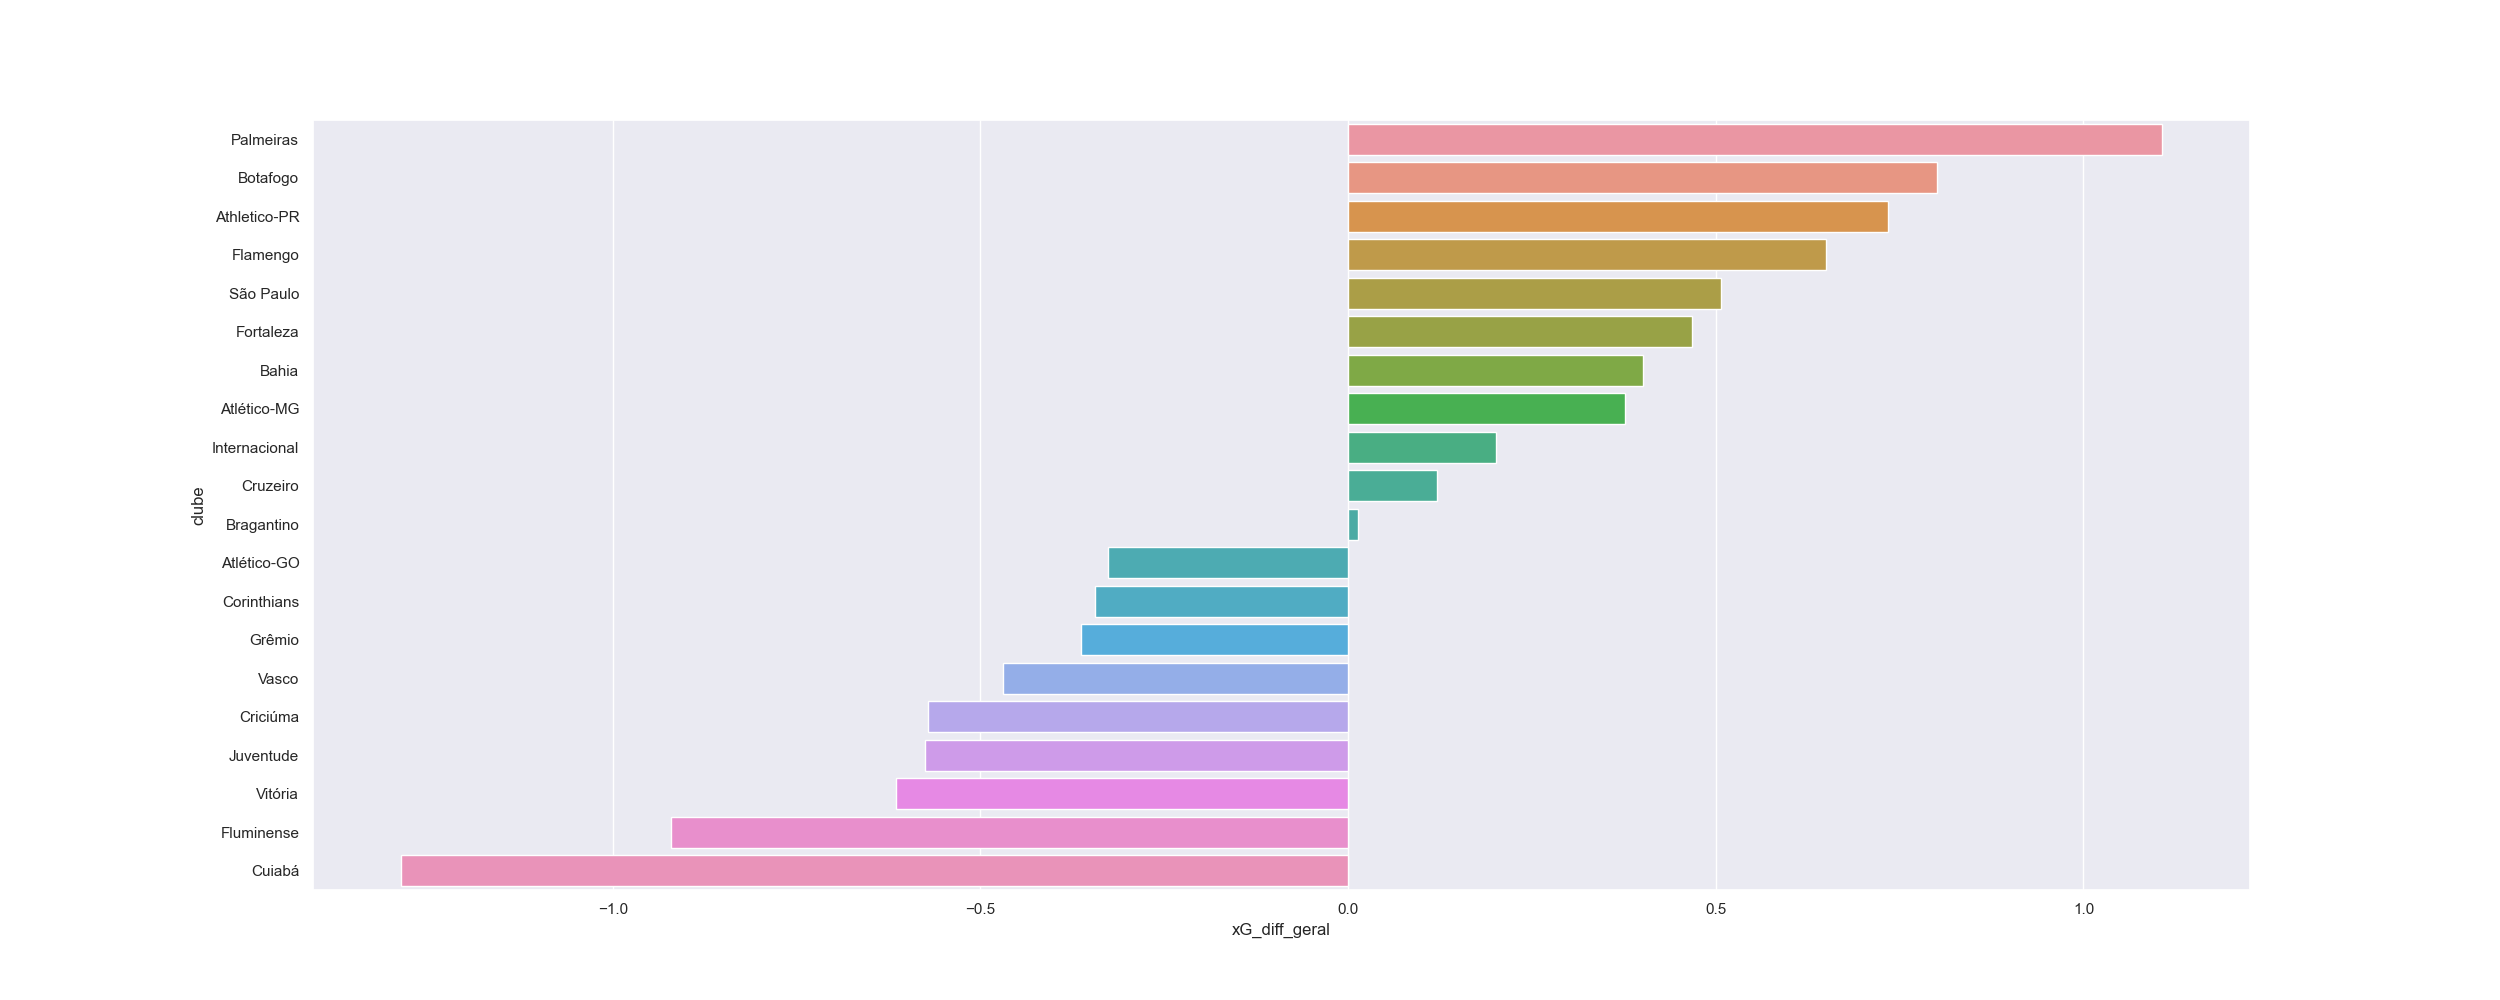 Palmeiras
Botafogo
Athletico-PR
Flamengo
São Paulo
Fortaleza
Bahia
Atlético-MG
Internacional
Cruzeiro
Bragantino
Atlético-GO
Corinthians
Grêmio
Vasco
Criciúma
Juventude
Vitória
Fluminense
Cuiabá
clube
−1.0 −0.5 0.0 0.5 1.0
xG_diff_geral